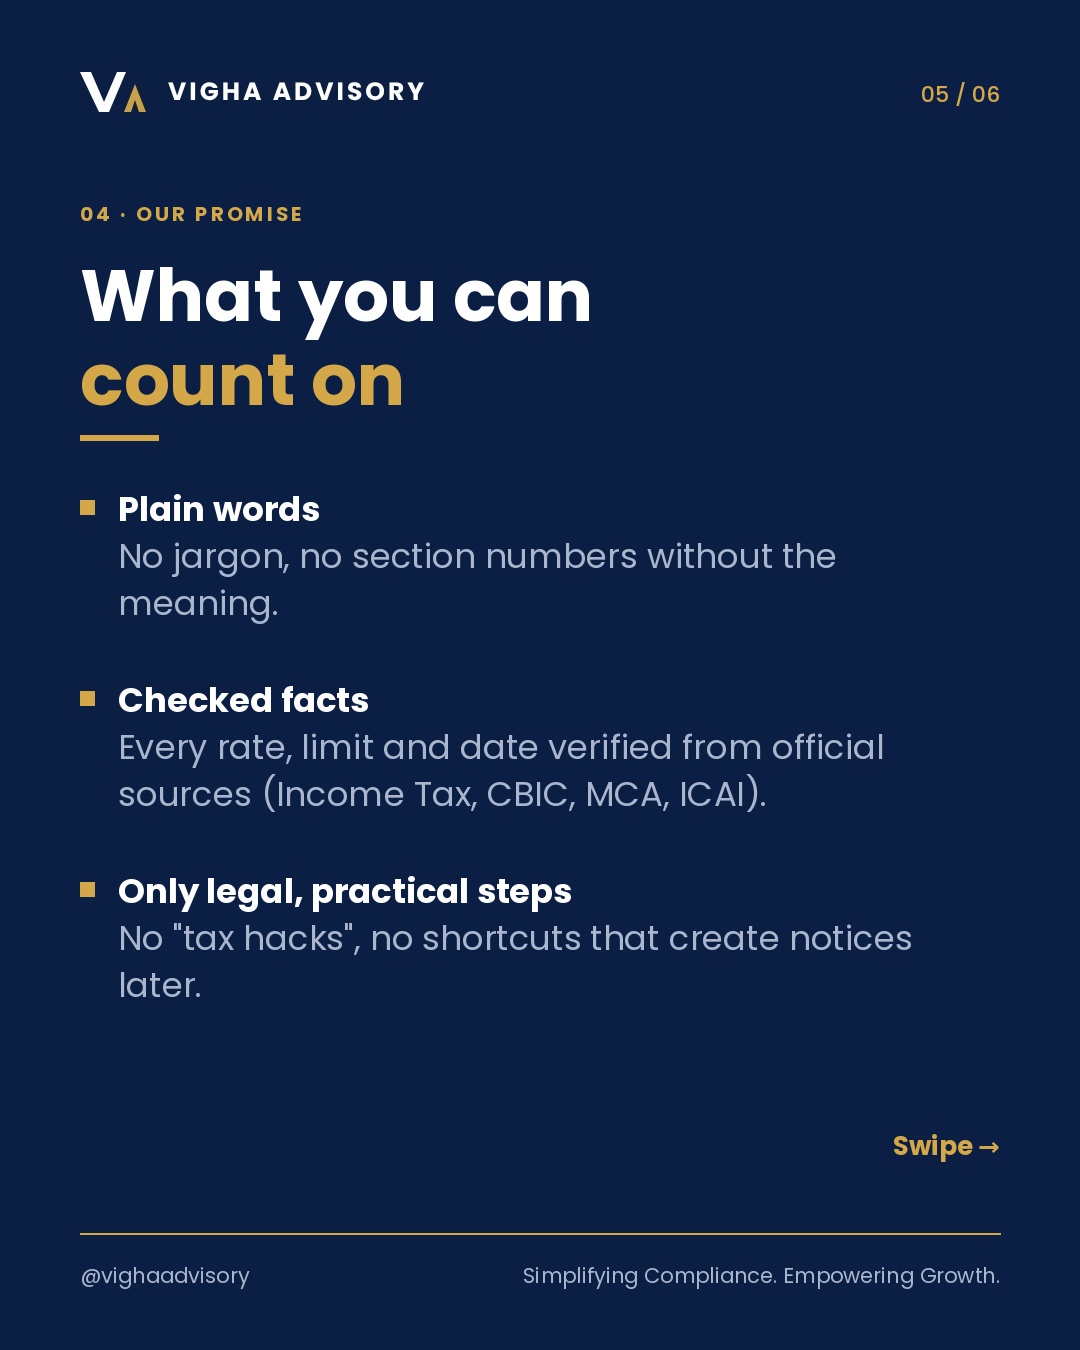 VIGHA ADVISORY
05 / 06
04 · OUR PROMISE
What you can
count on
Plain words
No jargon, no section numbers without the
meaning.
Checked facts
Every rate, limit and date verified from official
sources (Income Tax, CBIC, MCA, ICAI).
Only legal, practical steps
No "tax hacks", no shortcuts that create notices
later.
Swipe →
@vighaadvisory
Simplifying Compliance. Empowering Growth.